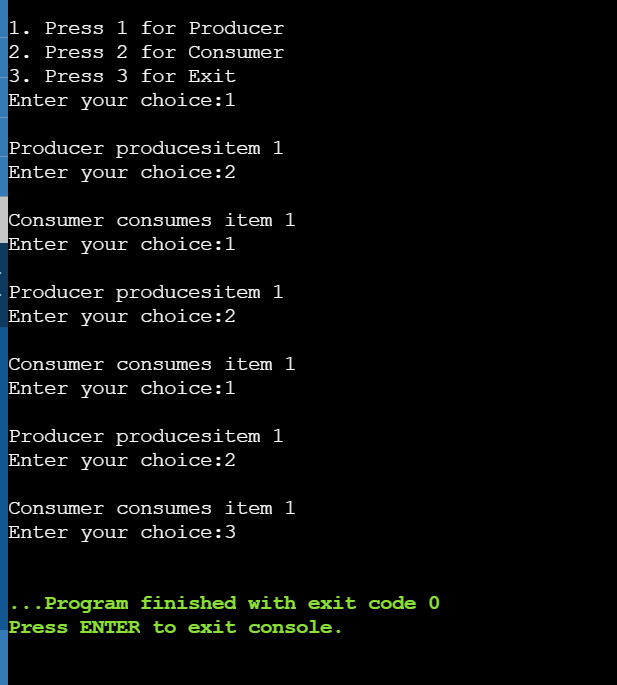 1. Press 1 for Producer
2. Press 2 for Consumer
3. Press 3 for Exit
Enter your choice:1
Producer producesitem 1
Enter your choice:2
Consumer consumes item 1
Enter your choice:1
Producer producesitem 1
Enter your choice:2
Consumer consumes item 1
Enter your choice:1
Producer producesitem 1
Enter your choice:2
Consumer consumes item 1
Enter your choice:3
...Program finished with exit code 0
Press ENTER to exit console.